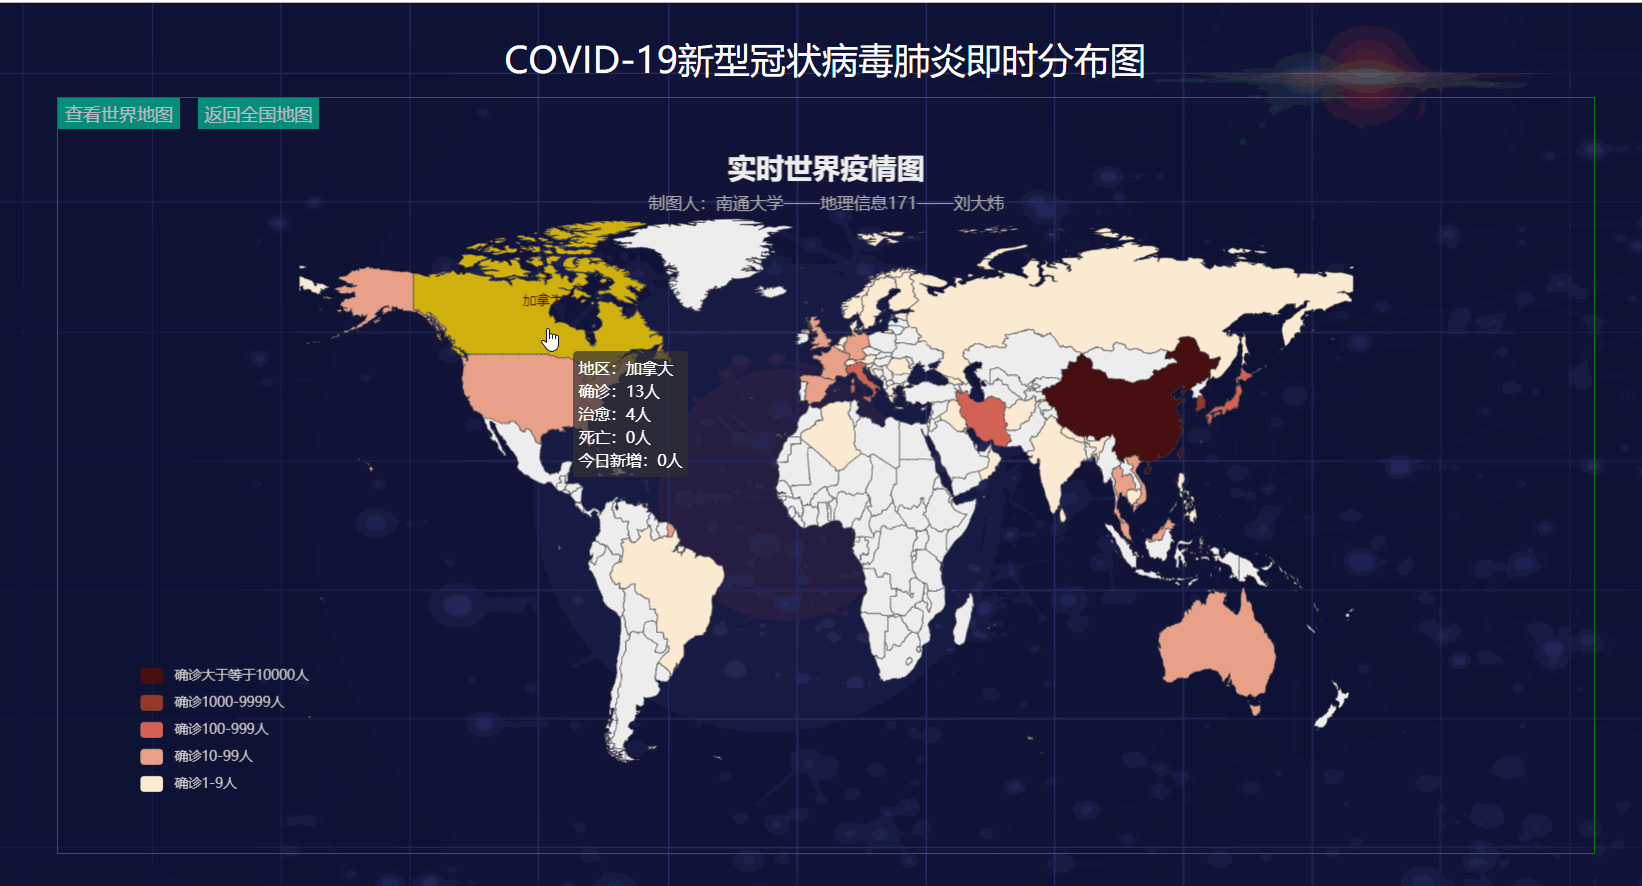 COVID-19新型冠状病毒肺炎即时分布图
查看世界地图
返回全国地图
实时世界疫情图
制图人：南通大学——地理信息171——刘大炜
加拿大
地区：加拿大
确诊：13人
治愈：4人
死亡：0人
今日新增：0人
确诊大于等于10000人
确诊1000-9999人
确诊100-999人
确诊10-99人
确诊1-9人